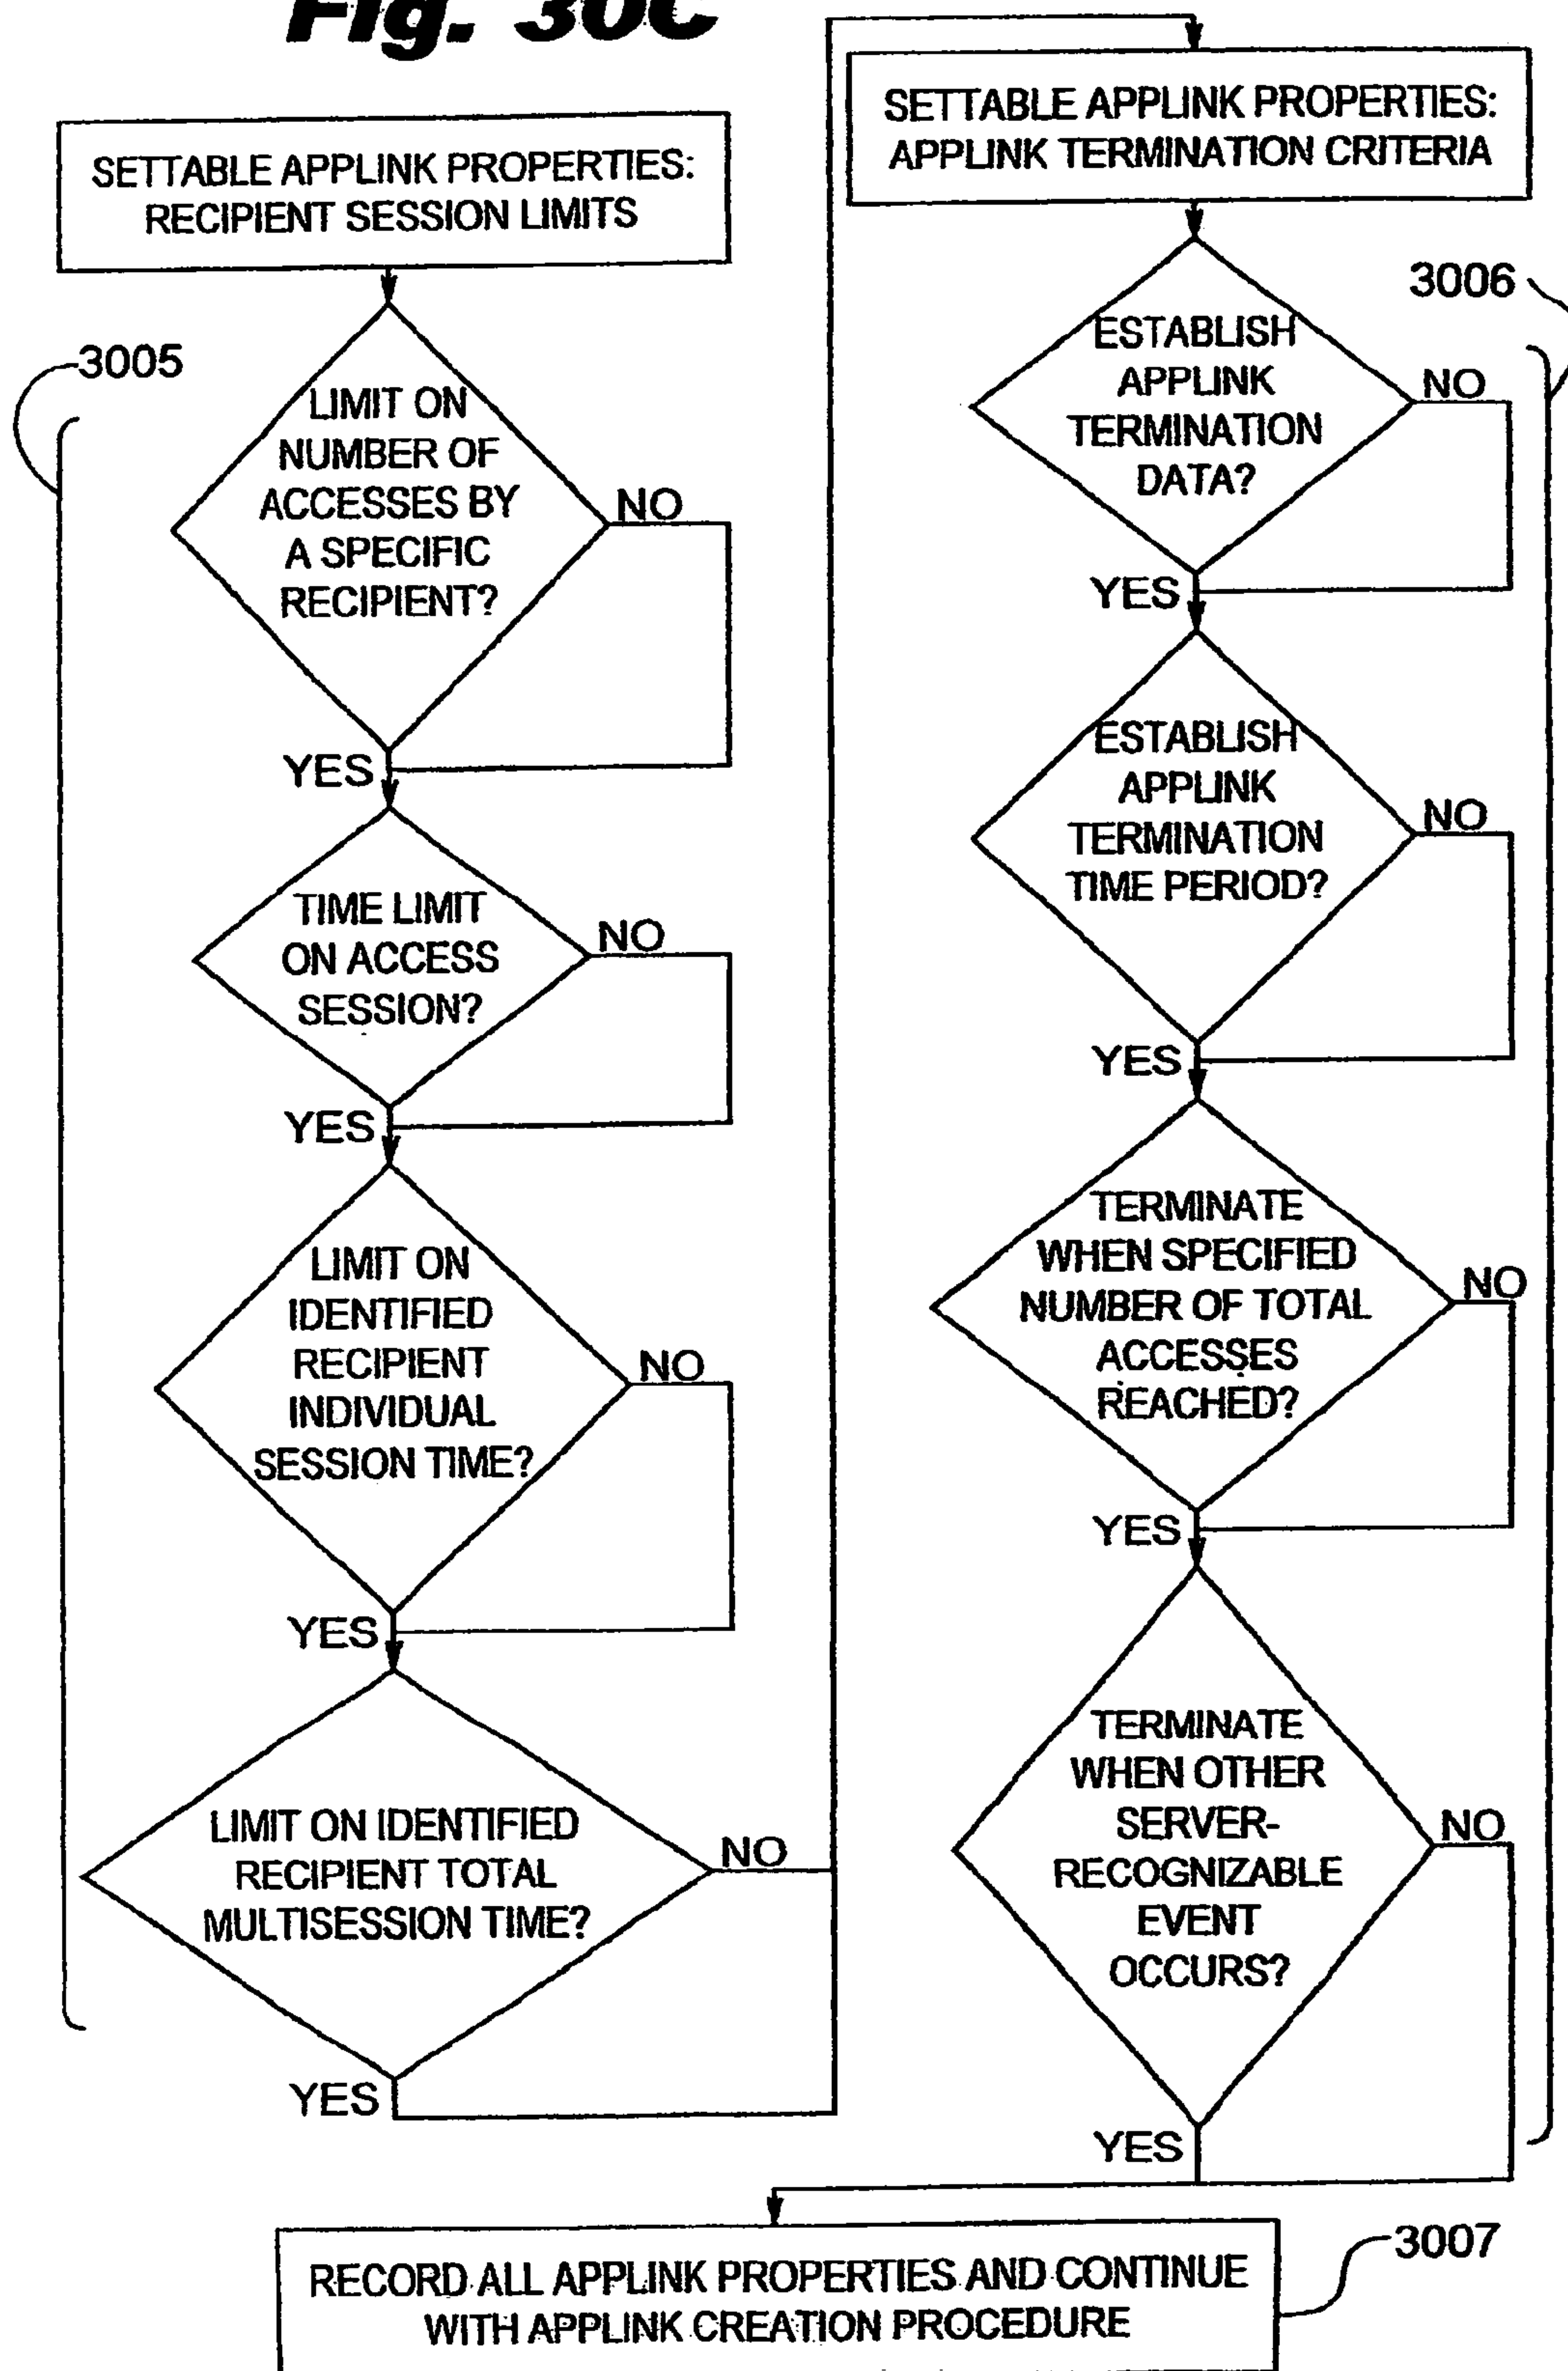 Fig. 30C
SETTABLE APPLINK PROPERTIES:
RECIPIENT SESSION LIMITS
3005
LIMIT ON
NUMBER OF
ACCESSES BY
A SPECIFIC
RECIPIENT?
NO
YES
TIME LIMIT
ON ACCESS
SESSION?
NO
YES
LIMIT ON
IDENTIFIED
RECIPIENT
INDIVIDUAL
SESSION TIME?
NO
YES
LIMIT ON IDENTIFIED
RECIPIENT TOTAL
MULTISESSION TIME?
NO
YES
SETTABLE APPLINK PROPERTIES:
APPLINK TERMINATION CRITERIA
3006
ESTABLISH
APPLINK
TERMINATION
DATA?
NO
YES
ESTABLISH
APPLINK
TERMINATION
TIME PERIOD?
NO
YES
TERMINATE
WHEN SPECIFIED
NUMBER OF TOTAL
ACCESSES
REACHED?
NO
YES
TERMINATE
WHEN OTHER
SERVER-
RECOGNIZABLE
EVENT
OCCURS?
NO
YES
RECORD ALL APPLINK PROPERTIES AND CONTINUE
WITH APPLINK CREATION PROCEDURE
3007